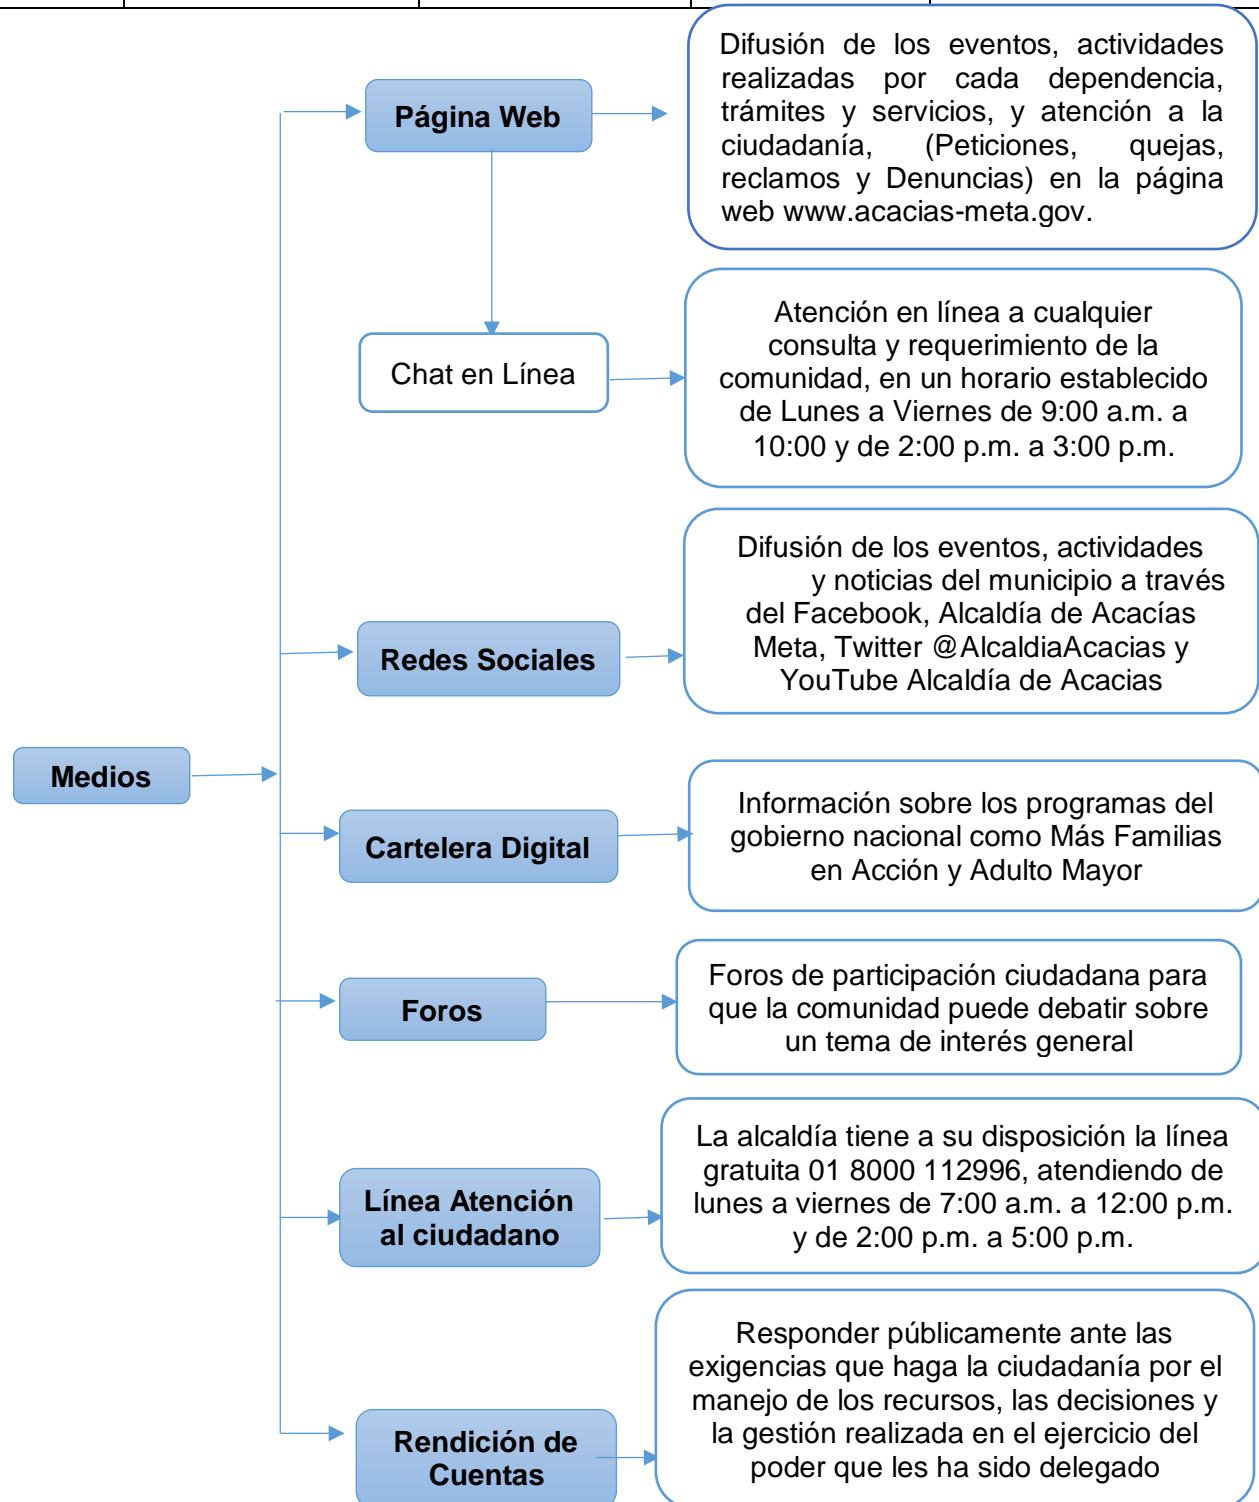 Página Web
Difusión de los eventos, actividades
realizadas por cada dependencia,
trámites y servicios, y atención a la
ciudadanía, (Peticiones, quejas,
reclamos y Denuncias) en la página
web www.acacias-meta.gov.
Chat en Línea
Atención en línea a cualquier
consulta y requerimiento de la
comunidad, en un horario establecido
de Lunes a Viernes de 9:00 a.m. a
10:00 y de 2:00 p.m. a 3:00 p.m.
Redes Sociales
Difusión de los eventos, actividades
y noticias del municipio a través
del Facebook, Alcaldía de Acacías
Meta, Twitter @AlcaldiaAcacias y
YouTube Alcaldía de Acacias
Medios
Cartelera Digital
Información sobre los programas del
gobierno nacional como Más Familias
en Acción y Adulto Mayor
Foros
Foros de participación ciudadana para
que la comunidad puede debatir sobre
un tema de interés general
Línea Atención
al ciudadano
La alcaldía tiene a su disposición la línea
gratuita 01 8000 112996, atendiendo de
lunes a viernes de 7:00 a.m. a 12:00 p.m.
y de 2:00 p.m. a 5:00 p.m.
Rendición de
Cuentas
Responder públicamente ante las
exigencias que haga la ciudadanía por el
manejo de los recursos, las decisiones y
la gestión realizada en el ejercicio del
poder que les ha sido delegado